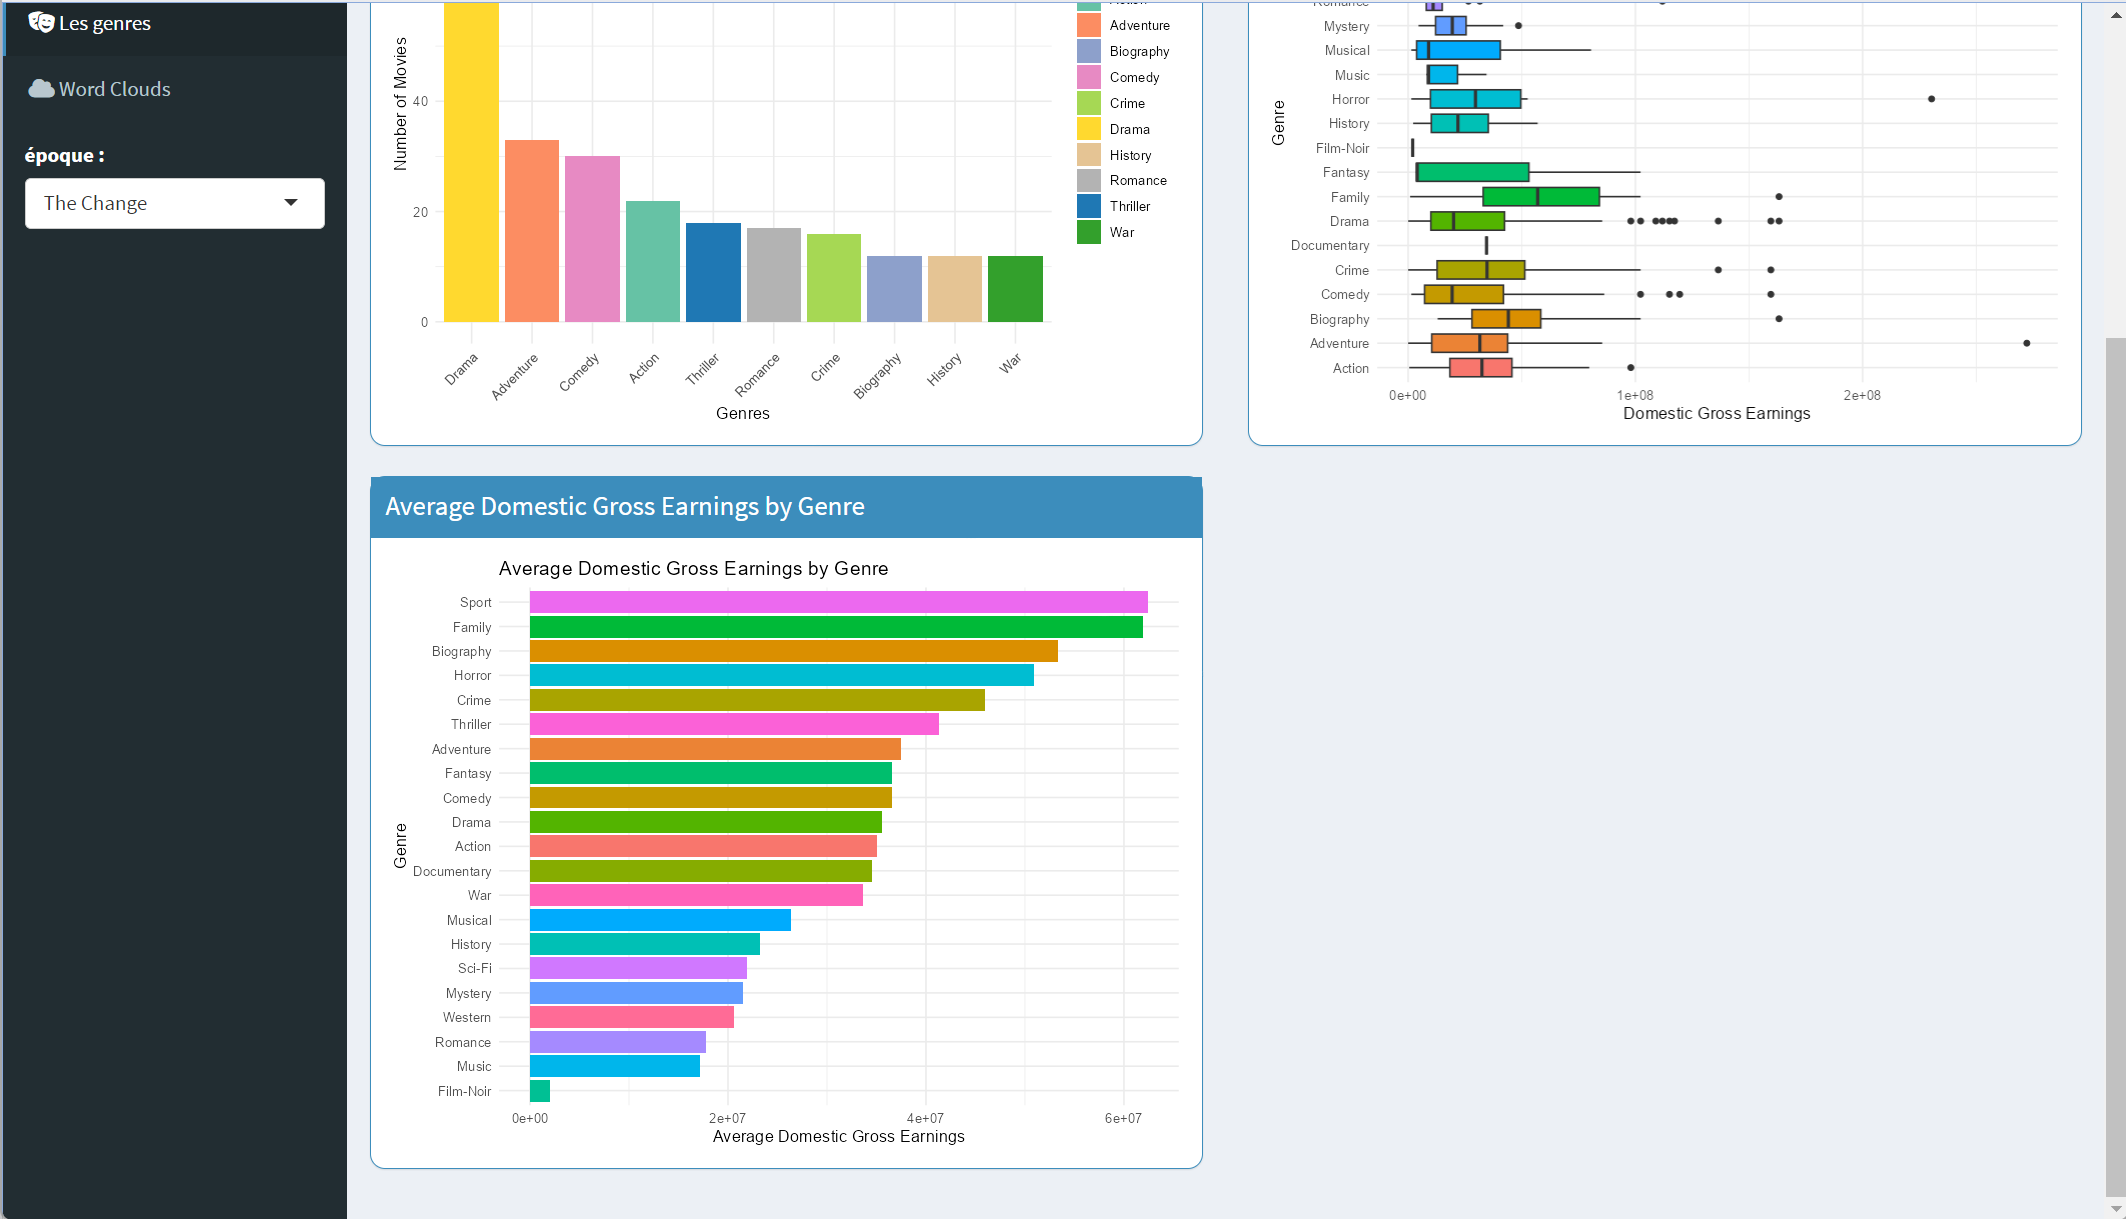 Les genres
Word Clouds
époque :
The Change
Number of Movies
40
20
0
Drama
Adventure
Comedy
Action
Thriller
Romance
Crime
Biography
History
War
Genres
Action
Adventure
Biography
Comedy
Crime
Drama
History
Romance
Thriller
War
Genre
Romance
Mystery
Musical
Music
Horror
History
Film-Noir
Fantasy
Family
Drama
Documentary
Crime
Comedy
Biography
Adventure
Action
0e+00
1e+08
2e+08
Domestic Gross Earnings
Average Domestic Gross Earnings by Genre
Average Domestic Gross Earnings by Genre
Genre
Sport
Family
Biography
Horror
Crime
Thriller
Adventure
Fantasy
Comedy
Drama
Action
Documentary
War
Musical
History
Sci-Fi
Mystery
Western
Romance
Music
Film-Noir
0e+00
2e+07
4e+07
6e+07
Average Domestic Gross Earnings